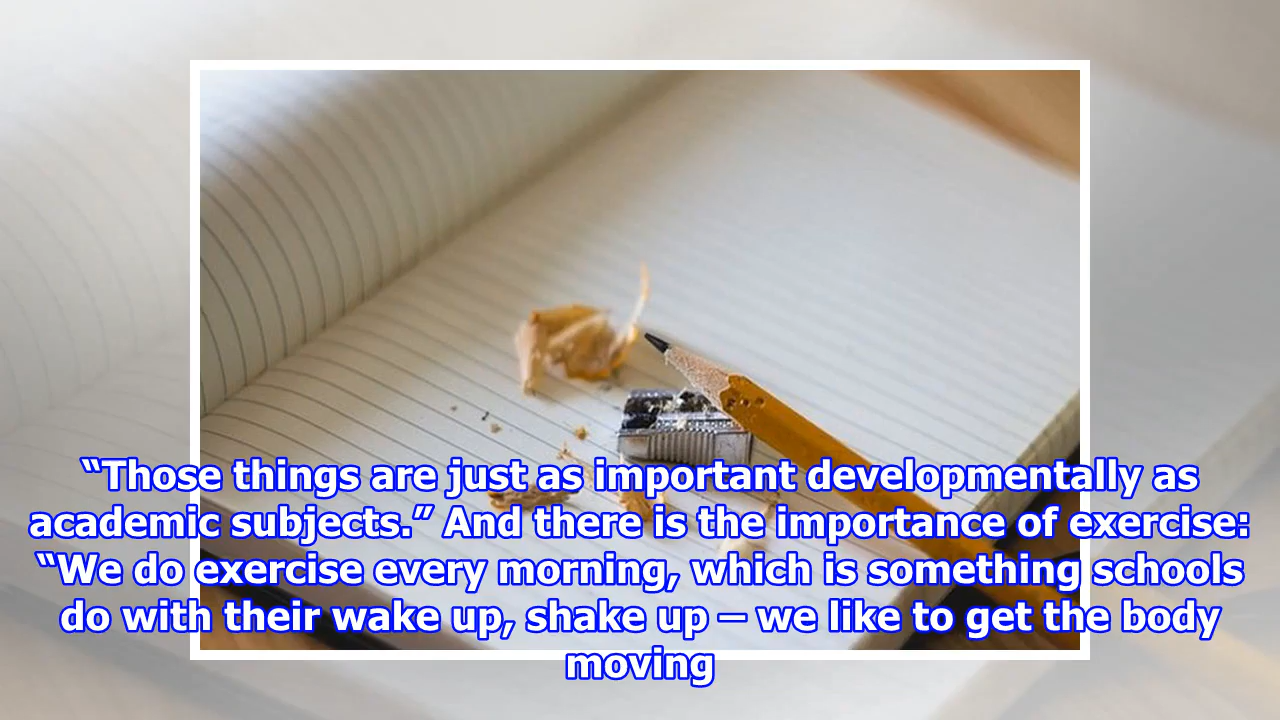 “Those things are just as important developmentally as
academic subjects.” And there is the importance of exercise:
“We do exercise every morning, which is something schools
do with their wake up, shake up – we like to get the body
moving